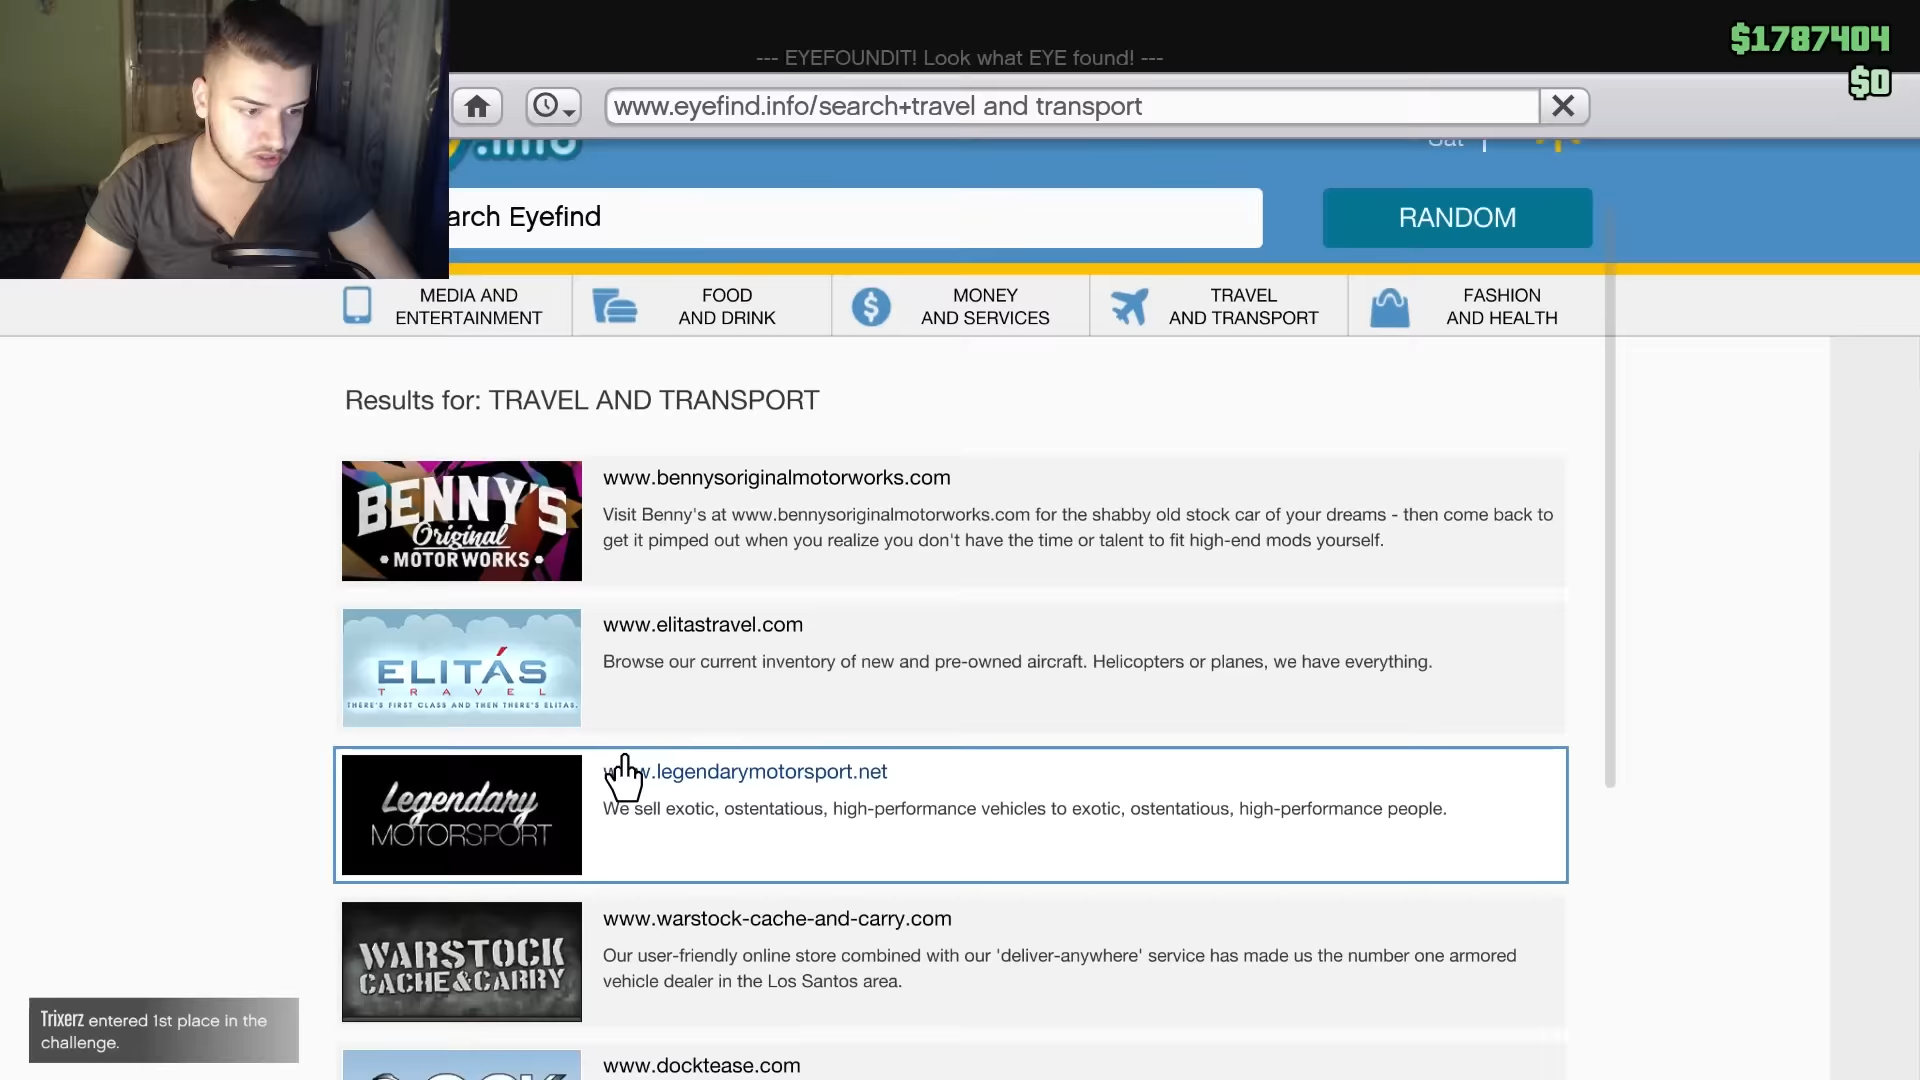 $1787404
--- EYEFOUNDIT! Look what EYE found! ---
$0
www.eyefind.info/search+travel and transport
.info
Sat
arch Eyefind
RANDOM
MEDIA AND
ENTERTAINMENT
FOOD
AND DRINK
MONEY
AND SERVICES
TRAVEL
AND TRANSPORT
FASHION
AND HEALTH
Results for: TRAVEL AND TRANSPORT
BENNY'S
Original
MOTOR WORKS
www.bennysoriginalmotorworks.com
Visit Benny's at www.bennysoriginalmotorworks.com for the shabby old stock car of your dreams - then come back to
get it pimped out when you realize you don't have the time or talent to fit high-end mods yourself.
ELITÁS
TRAVEL
THERE'S FIRST CLASS AND THEN THERE'S ELITAS.
www.elitastravel.com
Browse our current inventory of new and pre-owned aircraft. Helicopters or planes, we have everything.
Legendary
MOTORSPORT
www.legendarymotorsport.net
We sell exotic, ostentatious, high-performance vehicles to exotic, ostentatious, high-performance people.
WARSTOCK
CACHE & CARRY
www.warstock-cache-and-carry.com
Our user-friendly online store combined with our 'deliver-anywhere' service has made us the number one armored
vehicle dealer in the Los Santos area.
Trixerz entered 1st place in the
challenge.
www.docktease.com